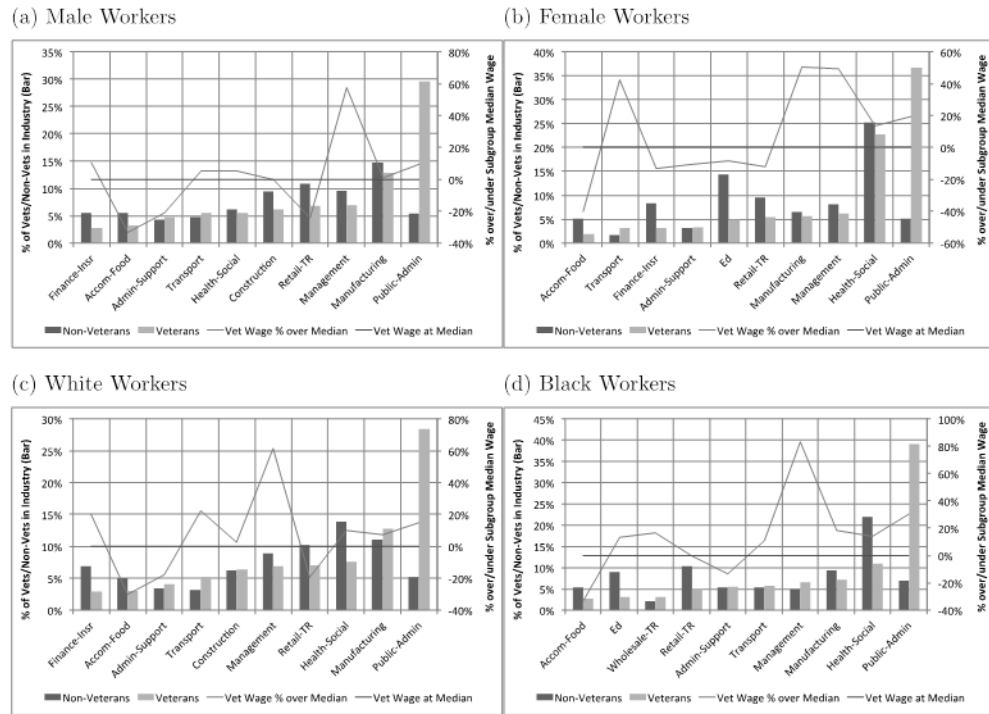 (a) Male Workers
% of Vets/Non-Vets in Industry (Bar)
35%
30%
25%
20%
15%
10%
5%
0%
80%
60%
40%
20%
0%
-20%
-40%
% over/under Subgroup Median Wage
Finance-Insr
Accom-Food
Admin-Support
Transport
Health-Social
Construction
Retail-TR
Management
Manufacturing
Public-Admin
Non-Veterans Veterans Vet Wage % over Median Vet Wage at Median
(b) Female Workers
% of Vets/Non-Vets in Industry (Bar)
40%
35%
30%
25%
20%
15%
10%
5%
0%
60%
40%
20%
0%
-20%
-40%
-60%
% over/under Subgroup Median Wage
Accom-Food
Transport
Finance-Insr
Admin-Support
Ed
Retail-TR
Manufacturing
Management
Health-Social
Public-Admin
Non-Veterans Veterans Vet Wage % over Median Vet Wage at Median
(c) White Workers
% of Vets/Non-Vets in Industry (Bar)
30%
25%
20%
15%
10%
5%
0%
80%
60%
40%
20%
0%
-20%
-40%
% over/under Subgroup Median Wage
Finance-Insr
Accom-Food
Admin-Support
Transport
Construction
Management
Retail-TR
Health-Social
Manufacturing
Public-Admin
Non-Veterans Veterans Vet Wage % over Median Vet Wage at Median
(d) Black Workers
% of Vets/Non-Vets in Industry (Bar)
45%
40%
35%
30%
25%
20%
15%
10%
5%
0%
100%
80%
60%
40%
20%
0%
-20%
-40%
% over/under Subgroup Median Wage
Accom-Food
Ed
Wholesale-TR
Retail-TR
Admin-Support
Transport
Management
Manufacturing
Health-Social
Public-Admin
Non-Veterans Veterans Vet Wage % over Median Vet Wage at Median